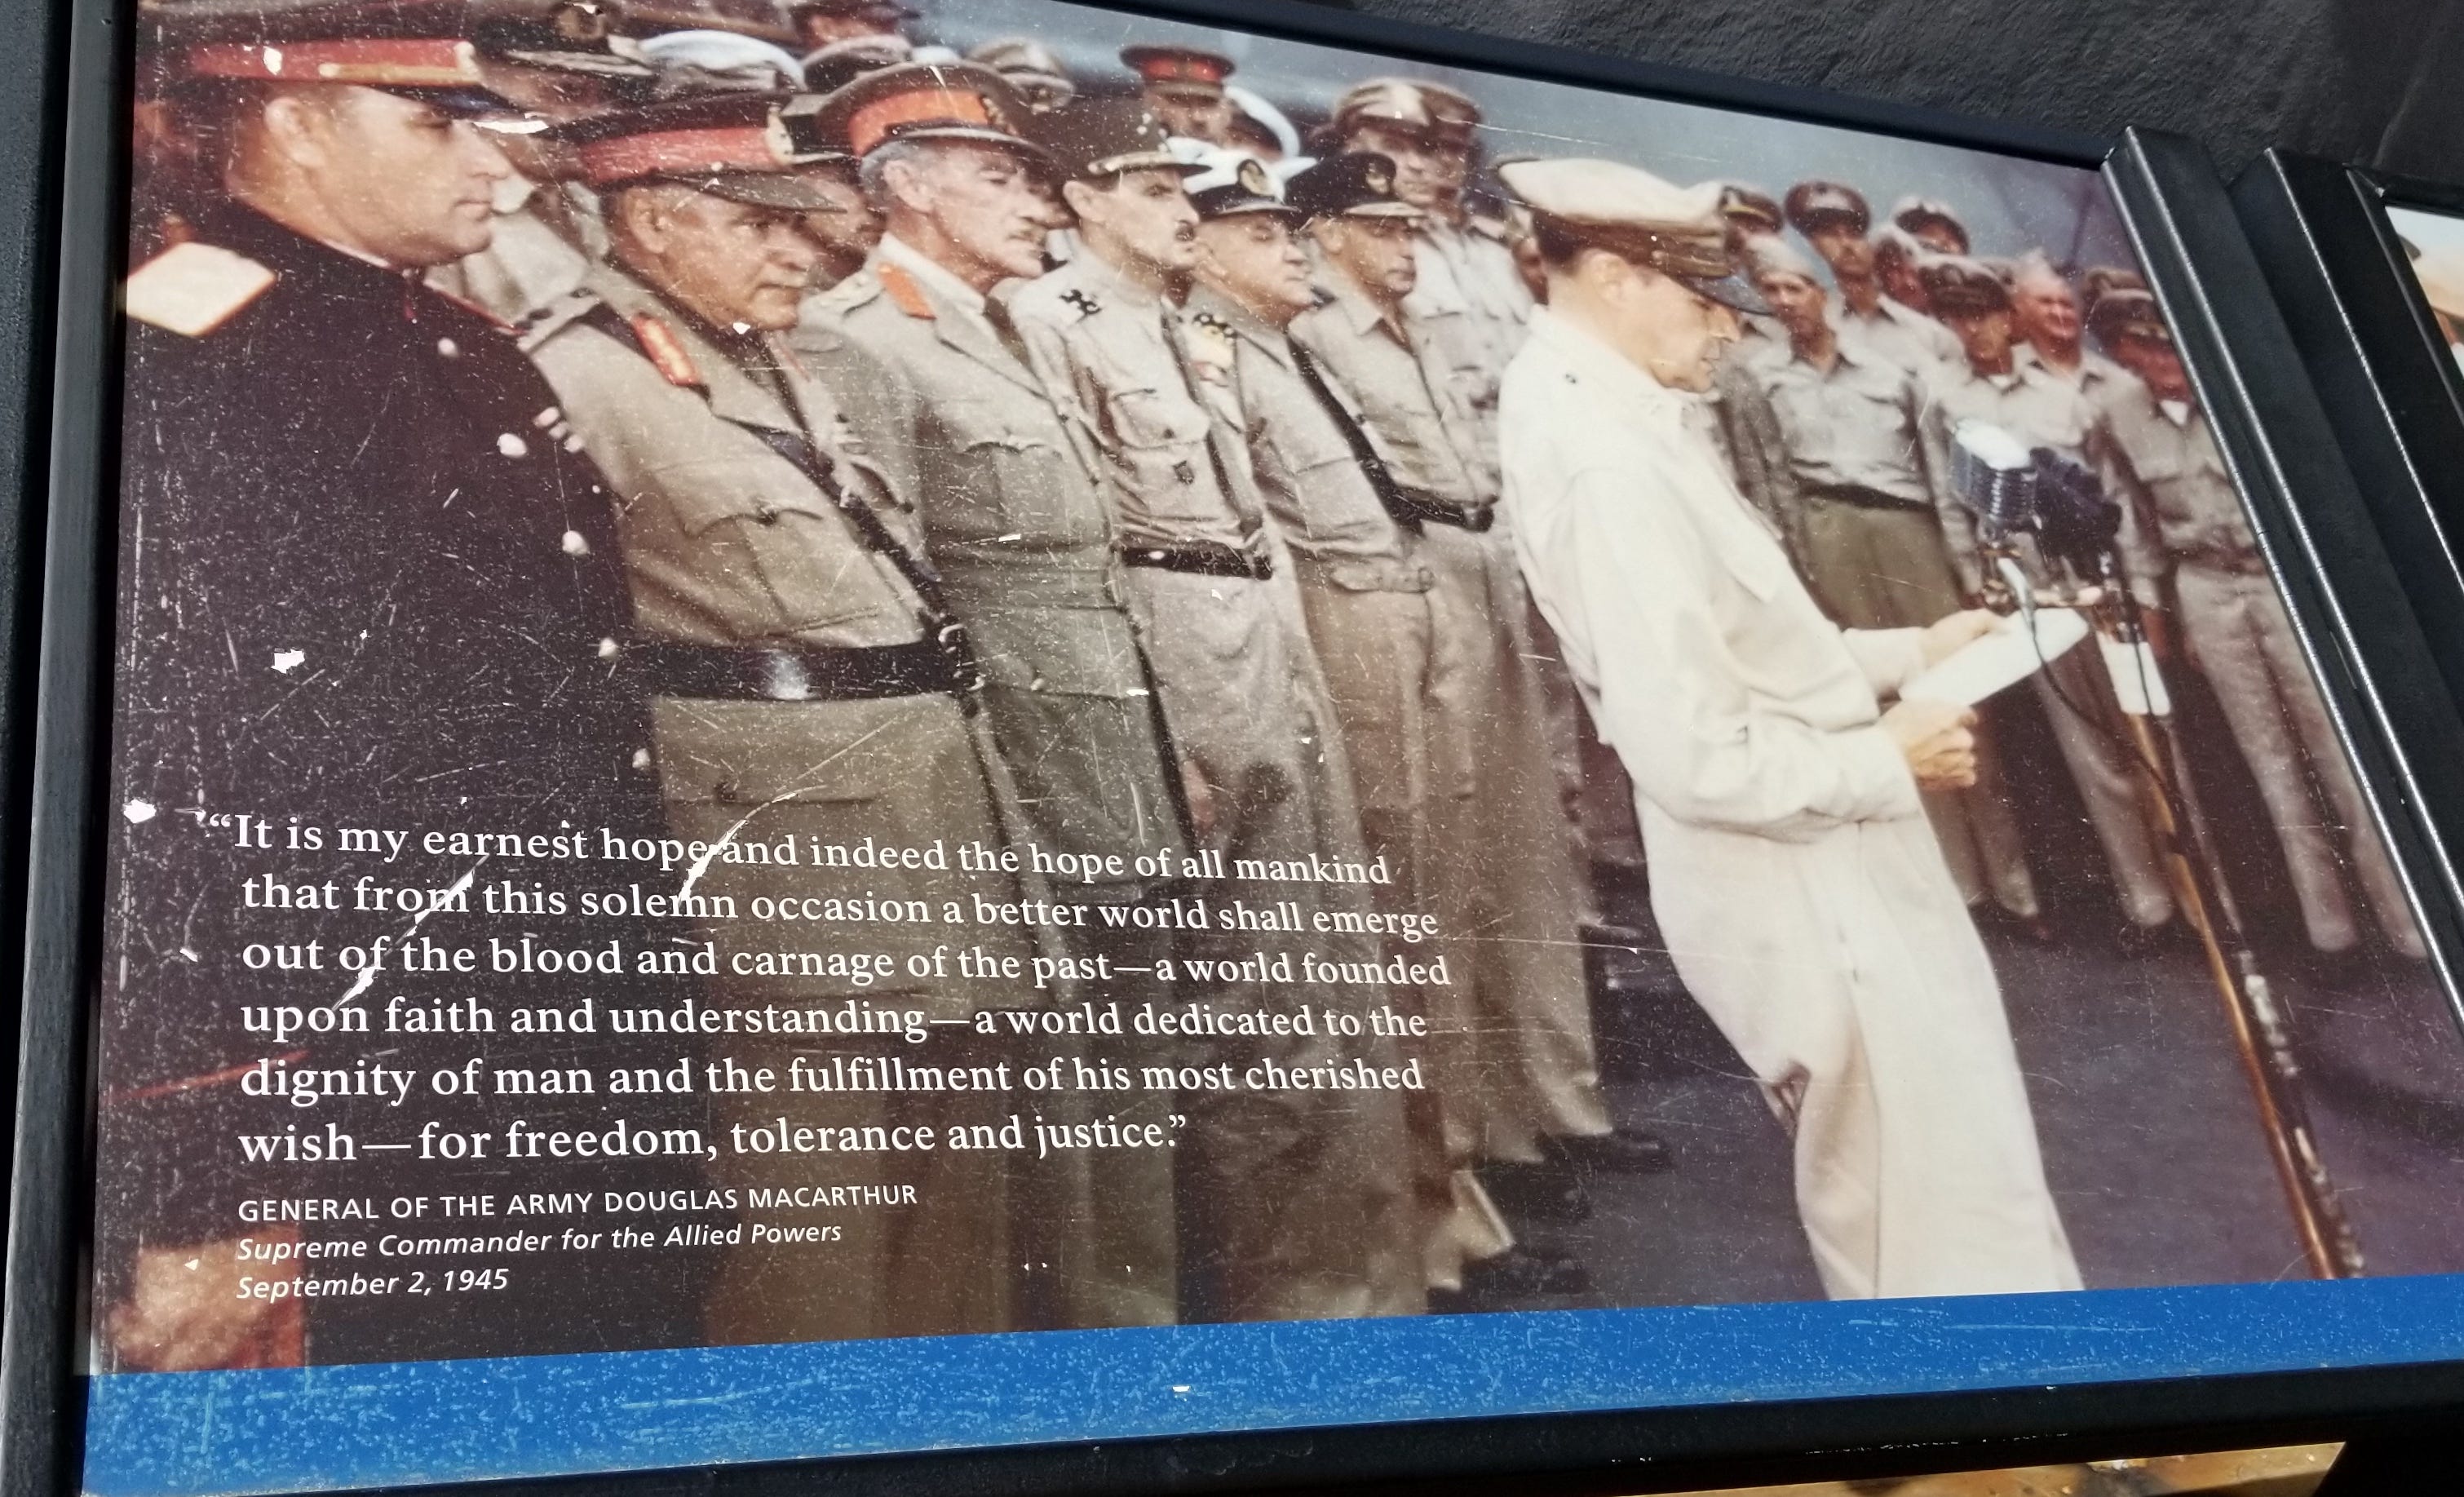 “It is my earnest hope and indeed the hope of all mankind
that from this solemn occasion a better world shall emerge
out of the blood and carnage of the past—a world founded
upon faith and understanding—a world dedicated to the
dignity of man and the fulfillment of his most cherished
wish—for freedom, tolerance and justice.”
GENERAL OF THE ARMY DOUGLAS MACARTHUR
Supreme Commander for the Allied Powers
September 2, 1945